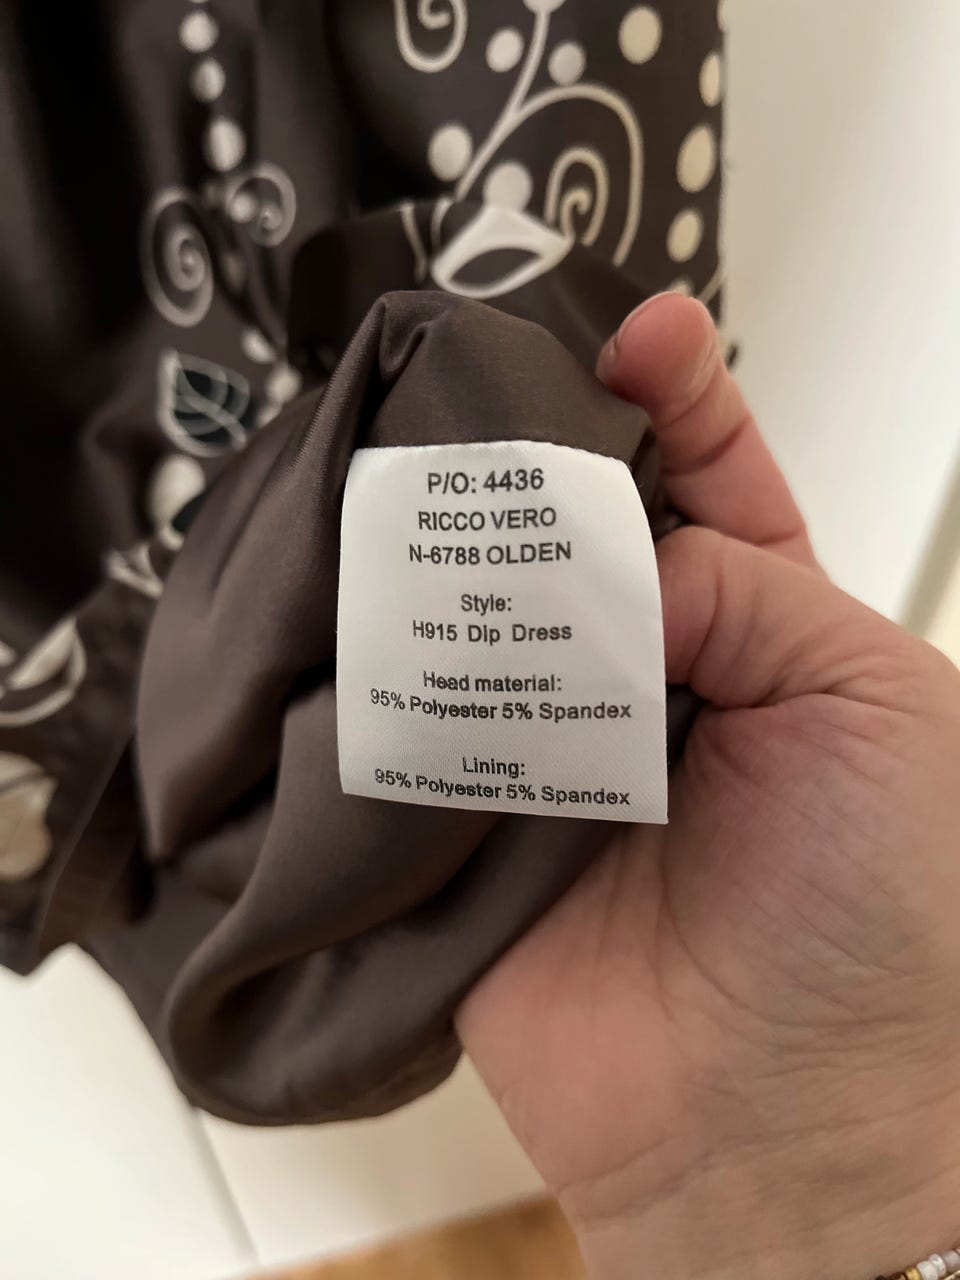 P/O: 4436
RICCO VERO
N-6788 OLDEN
Style:
H915 Dip Dress
Head material:
95% Polyester 5% Spandex
Lining:
95% Polyester 5% Spandex